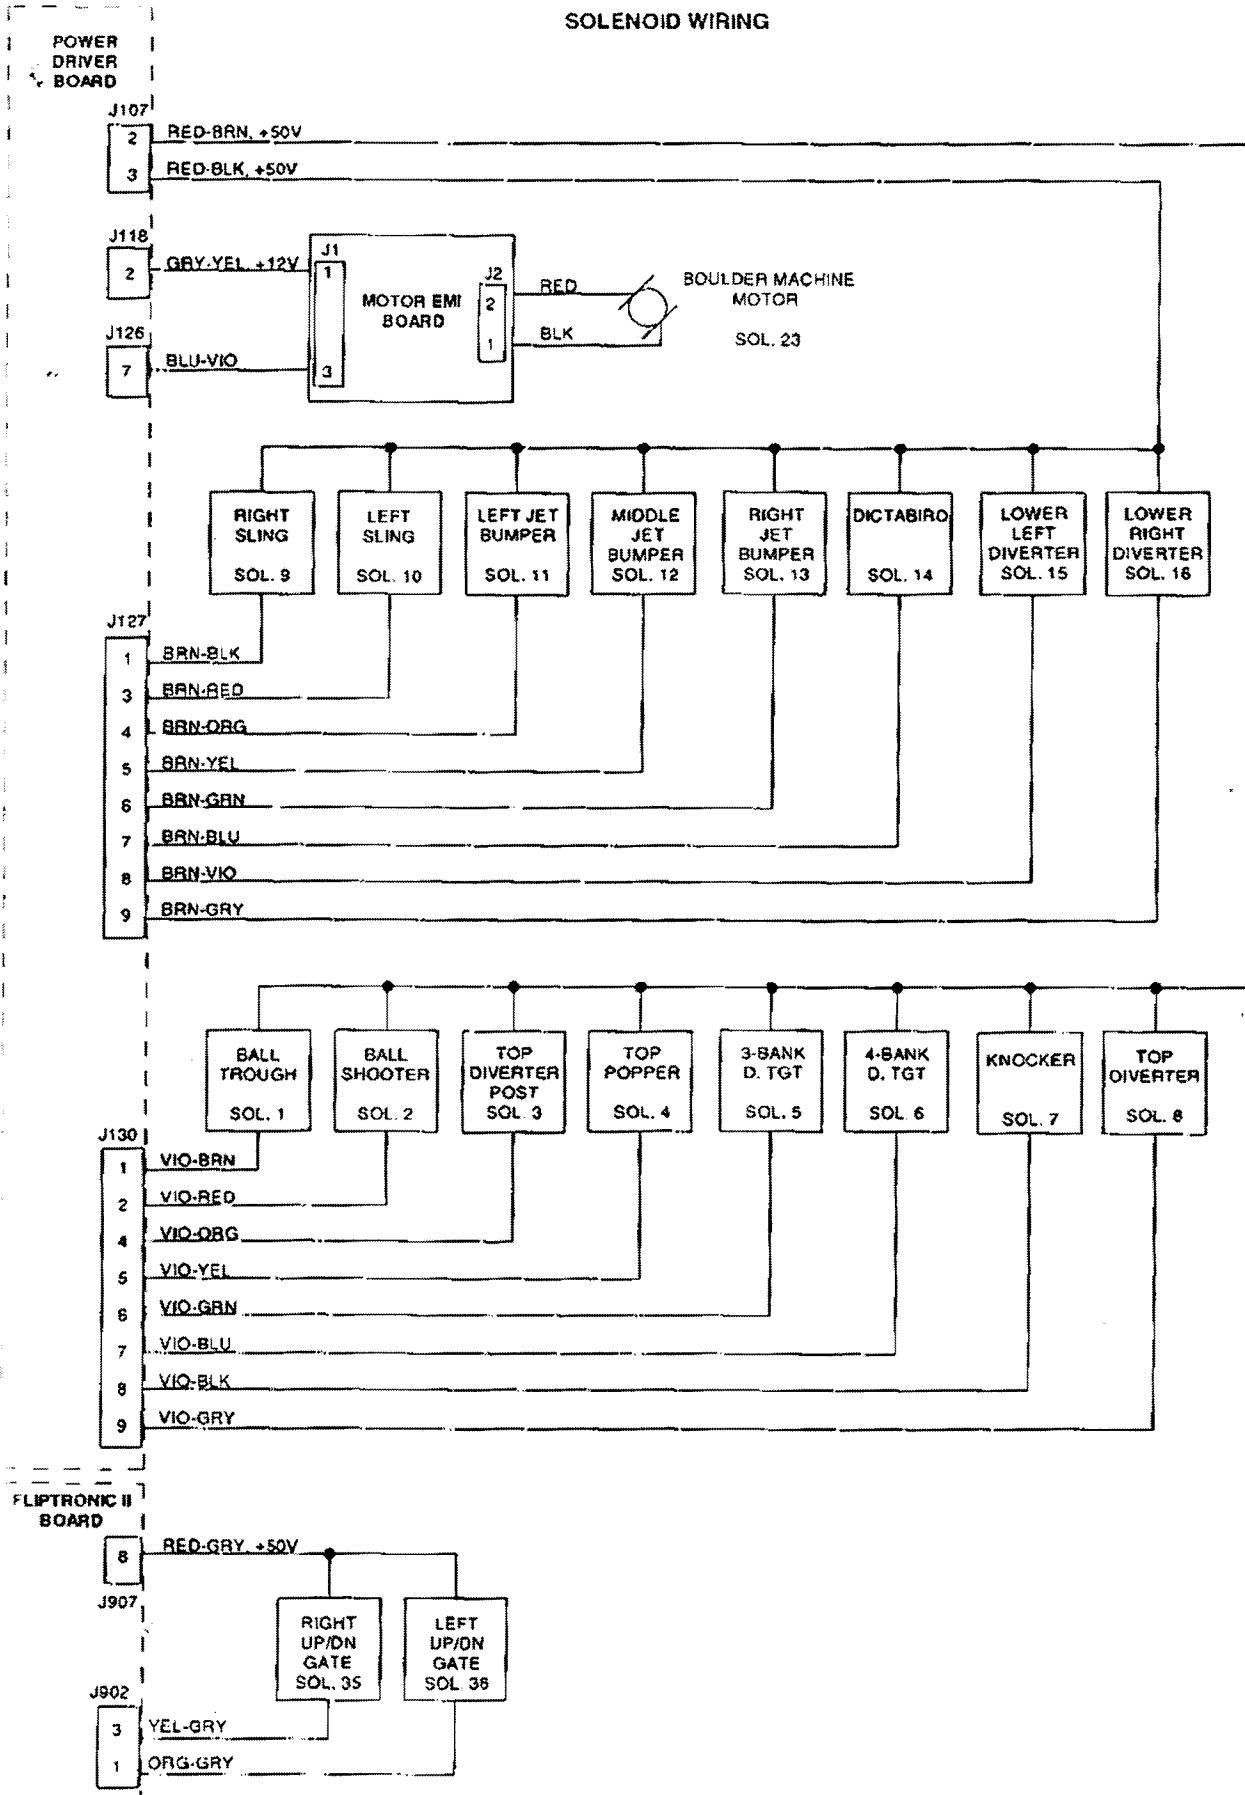 SOLENOID WIRING
POWER
DRIVER
BOARD
J107
2 RED-BRN, +50V
3 RED-BLK, +50V
J118
2 GRY-YEL, +12V
J126
7 BLU-VIO
J1
1
3
MOTOR EMI
BOARD
J2
2 RED
1 BLK
BOULDER MACHINE
MOTOR
SOL. 23
RIGHT
SLING
SOL. 9
LEFT
SLING
SOL. 10
LEFT JET
BUMPER
SOL. 11
MIDDLE
JET
BUMPER
SOL. 12
RIGHT
JET
BUMPER
SOL. 13
DICTABIRD
SOL. 14
LOWER
LEFT
DIVERTER
SOL. 15
LOWER
RIGHT
DIVERTER
SOL. 16
J127
1 BRN-BLK
3 BRN-RED
4 BRN-ORG
5 BRN-YEL
6 BRN-GRN
7 BRN-BLU
8 BRN-VIO
9 BRN-GRY
BALL
TROUGH
SOL. 1
BALL
SHOOTER
SOL. 2
TOP
DIVERTER
POST
SOL. 3
TOP
POPPER
SOL. 4
3-BANK
D. TGT
SOL. 5
4-BANK
D. TGT
SOL. 6
KNOCKER
SOL. 7
TOP
DIVERTER
SOL. 8
J130
1 VIO-BRN
2 VIO-RED
4 VIO-ORG
5 VIO-YEL
6 VIO-GRN
7 VIO-BLU
8 VIO-BLK
9 VIO-GRY
FLIPTRONIC II
BOARD
8 RED-GRY, +50V
J907
RIGHT
UP/DN
GATE
SOL. 35
LEFT
UP/DN
GATE
SOL. 36
J902
3 YEL-GRY
1 ORG-GRY